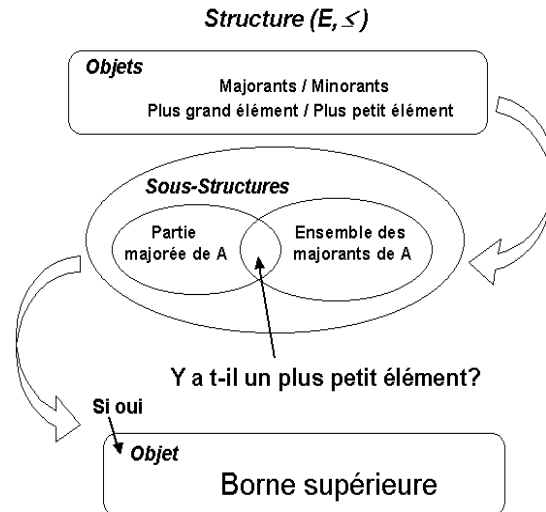 Structure (E, ≤)
Objets
Majorants / Minorants
Plus grand élément / Plus petit élément
Sous-Structures
Partie
majorée de A
Ensemble des
majorants de A
Y a t-il un plus petit élément?
Si oui
Objet
Borne supérieure